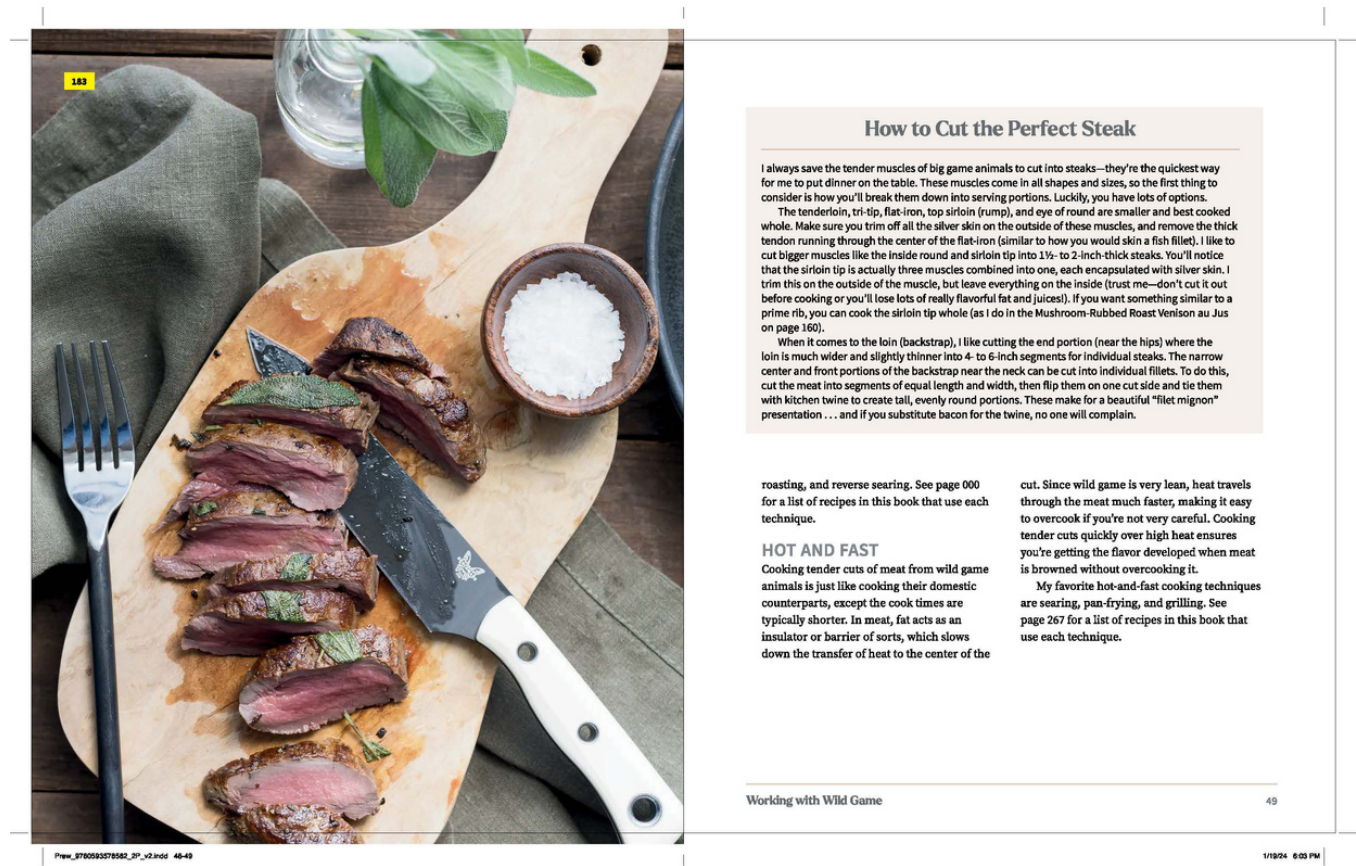 183
How to Cut the Perfect Steak
I always save the tender muscles of big game animals to cut into steaks—they’re the quickest way
for me to put dinner on the table. These muscles come in all shapes and sizes, so the first thing to
consider is how you’ll break them down into serving portions. Luckily, you have lots of options.
The tenderloin, tri-tip, flat-iron, top sirloin (rump), and eye of round are smaller and best cooked
whole. Make sure you trim off all the silver skin on the outside of these muscles, and remove the thick
tendon running through the center of the flat-iron (similar to how you would skin a fish fillet). I like to
cut bigger muscles like the inside round and sirloin tip into 1½- to 2-inch-thick steaks. You’ll notice
that the sirloin tip is actually three muscles combined into one, each encapsulated with silver skin. I
trim this on the outside of the muscle, but leave everything on the inside (trust me—don’t cut it out
before cooking or you’ll lose lots of really flavorful fat and juices!). If you want something similar to a
prime rib, you can cook the sirloin tip whole (as I do in the Mushroom-Rubbed Roast Venison au Jus
on page 160).
When it comes to the loin (backstrap), I like cutting the end portion (near the hips) where the
loin is much wider and slightly thinner into 4- to 6-inch segments for individual steaks. The narrow
center and front portions of the backstrap near the neck can be cut into individual fillets. To do this,
cut the meat into segments of equal length and width, then flip them on one cut side and tie them
with kitchen twine to create tall, evenly round portions. These make for a beautiful “filet mignon”
presentation . . . and if you substitute bacon for the twine, no one will complain.
roasting, and reverse searing. See page 000
for a list of recipes in this book that use each
technique.
HOT AND FAST
Cooking tender cuts of meat from wild game
animals is just like cooking their domestic
counterparts, except the cook times are
typically shorter. In meat, fat acts as an
insulator or barrier of sorts, which slows
down the transfer of heat to the center of the
cut. Since wild game is very lean, heat travels
through the meat much faster, making it easy
to overcook if you’re not very careful. Cooking
tender cuts quickly over high heat ensures
you’re getting the flavor developed when meat
is browned without overcooking it.
My favorite hot-and-fast cooking techniques
are searing, pan-frying, and grilling. See
page 267 for a list of recipes in this book that
use each technique.
Working with Wild Game
49
Prew_9780593578582_2P_v2.indd 48-49
1/19/24 6:03 PM